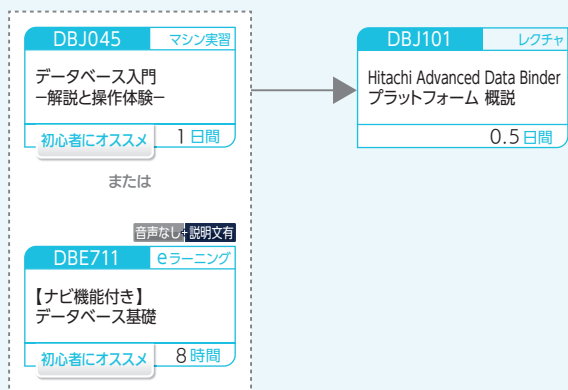 DBJ045 マシン実習
データベース入門
−解説と操作体験−
初心者にオススメ 1日間
または
音声なし+説明文有
DBE711 eラーニング
【ナビ機能付き】
データベース基礎
初心者にオススメ 8時間
DBJ101 レクチャ
Hitachi Advanced Data Binder
プラットフォーム 概説
0.5日間